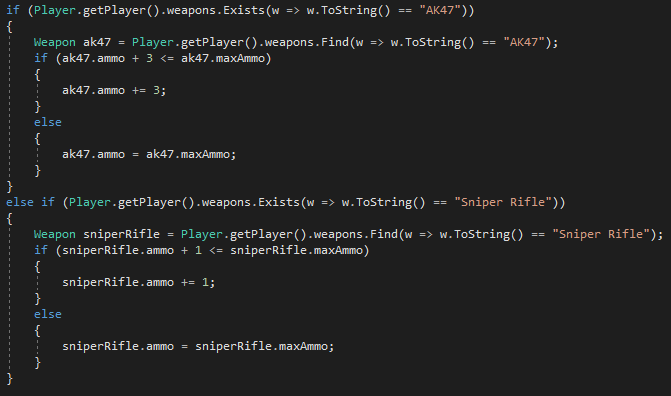 if (Player.getPlayer().weapons.Exists(w => w.ToString() == "AK47"))
{
    Weapon ak47 = Player.getPlayer().weapons.Find(w => w.ToString() == "AK47");
    if (ak47.ammo + 3 <= ak47.maxAmmo)
    {
        ak47.ammo += 3;
    }
    else
    {
        ak47.ammo = ak47.maxAmmo;
    }
}
else if (Player.getPlayer().weapons.Exists(w => w.ToString() == "Sniper Rifle"))
{
    Weapon sniperRifle = Player.getPlayer().weapons.Find(w => w.ToString() == "Sniper Rifle");
    if (sniperRifle.ammo + 1 <= sniperRifle.maxAmmo)
    {
        sniperRifle.ammo += 1;
    }
    else
    {
        sniperRifle.ammo = sniperRifle.maxAmmo;
    }
}